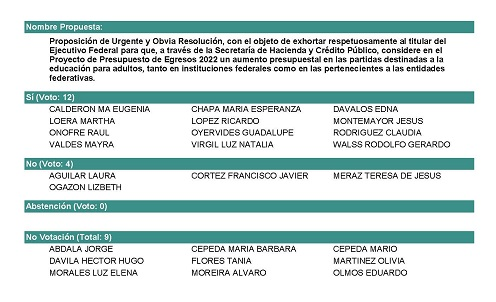 Nombre Propuesta:
Proposición de Urgente y Obvia Resolución, con el objeto de exhortar respetuosamente al titular del
Ejecutivo Federal para que, a través de la Secretaría de Hacienda y Crédito Público, considere en el
Proyecto de Presupuesto de Egresos 2022 un aumento presupuestal en las partidas destinadas a la
educación para adultos, tanto en instituciones federales como en las pertenecientes a las entidades
federativas.
Sí (Voto: 12)
CALDERON MA EUGENIA CHAPA MARIA ESPERANZA DAVALOS EDNA
LOERA MARTHA LOPEZ RICARDO MONTEMAYOR JESUS
ONOFRE RAUL OYERVIDES GUADALUPE RODRIGUEZ CLAUDIA
VALDES MAYRA VIRGIL LUZ NATALIA WALSS RODOLFO GERARDO
No (Voto: 4)
AGUILAR LAURA CORTEZ FRANCISCO JAVIER MERAZ TERESA DE JESUS
OGAZON LIZBETH
Abstención (Voto: 0)
No Votación (Total: 9)
ABDALA JORGE CEPEDA MARIA BARBARA CEPEDA MARIO
DAVILA HECTOR HUGO FLORES TANIA MARTINEZ OLIVIA
MORALES LUZ ELENA MOREIRA ALVARO OLMOS EDUARDO